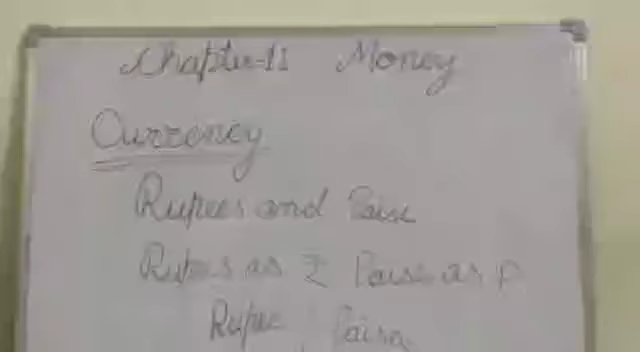 Chapter-11 Money
Currency
Rupees and Paise
Rupees as ₹ Paise as P
Rupee Paisa